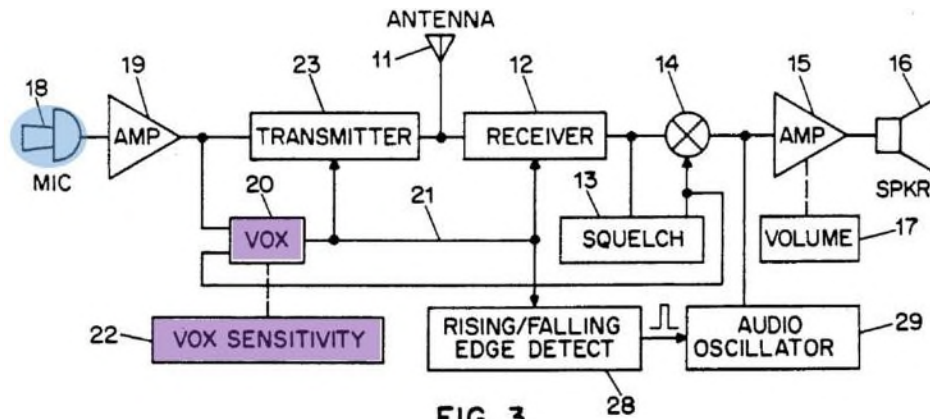 ANTENNA
11
18
19
23
12
14
15
16
AMP
TRANSMITTER
RECEIVER
AMP
MIC
SPKR
20
VOX
21
13
SQUELCH
VOLUME
17
22
VOX SENSITIVITY
RISING/FALLING
EDGE DETECT
28
AUDIO
OSCILLATOR
29
FIG. 3